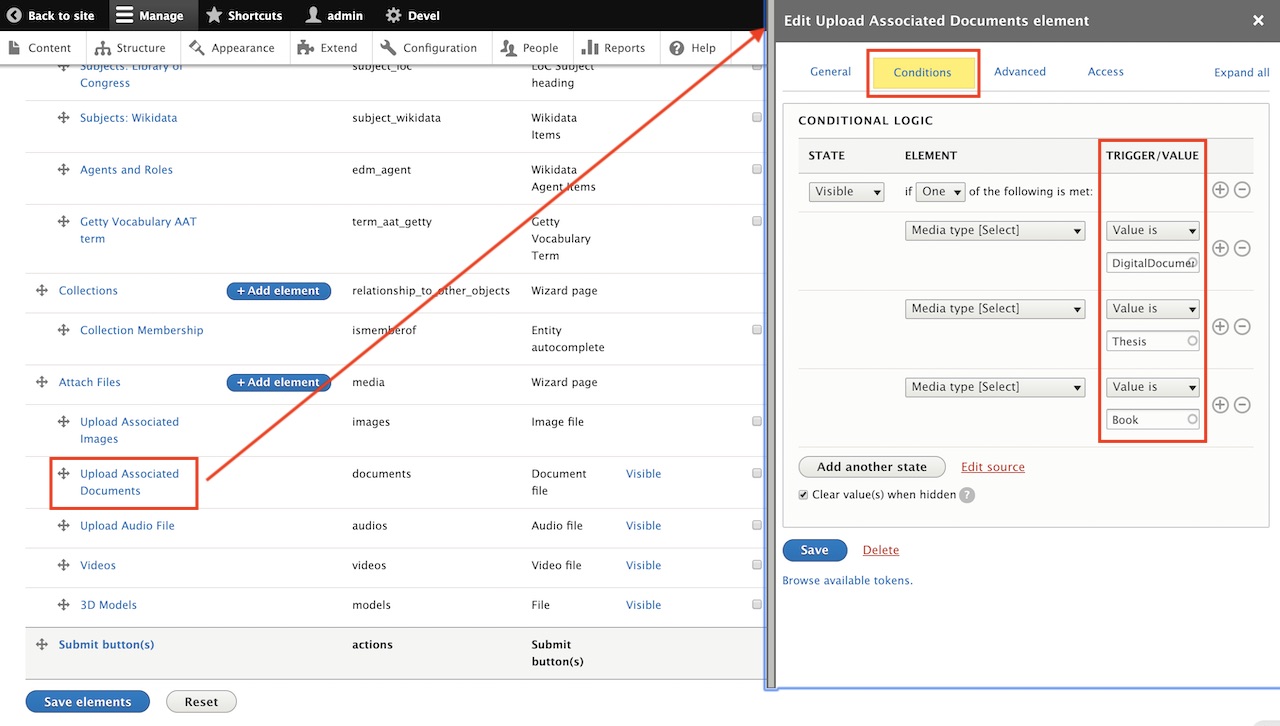 Back to site Manage Shortcuts admin Devel
Content Structure Appearance Extend Configuration People Reports Help
Subjects: Library of
Congress
subject_loc
LoC Subject
heading
Subjects: Wikidata
subject_wikidata
Wikidata
Items
Agents and Roles
edm_agent
Wikidata
Agent Items
Getty Vocabulary AAT
term
term_aat_getty
Getty
Vocabulary
Term
Collections
+ Add element
relationship_to_other_objects
Wizard page
Collection Membership
ismemberof
Entity
autocomplete
Attach Files
+ Add element
media
Wizard page
Upload Associated
Images
images
Image file
Upload Associated
Documents
documents
Document
file
Visible
Upload Audio File
audios
Audio file
Visible
Videos
videos
Video file
Visible
3D Models
models
File
Visible
Submit button(s)
actions
Submit
button(s)
Save elements
Reset
Edit Upload Associated Documents element
General Conditions Advanced Access Expand all
CONDITIONAL LOGIC
STATE ELEMENT TRIGGER/VALUE
Visible if One of the following is met:
Media type [Select] Value is
DigitalDocumen
Media type [Select] Value is
Thesis
Media type [Select] Value is
Book
Add another state Edit source
Clear value(s) when hidden ?
Save Delete
Browse available tokens.